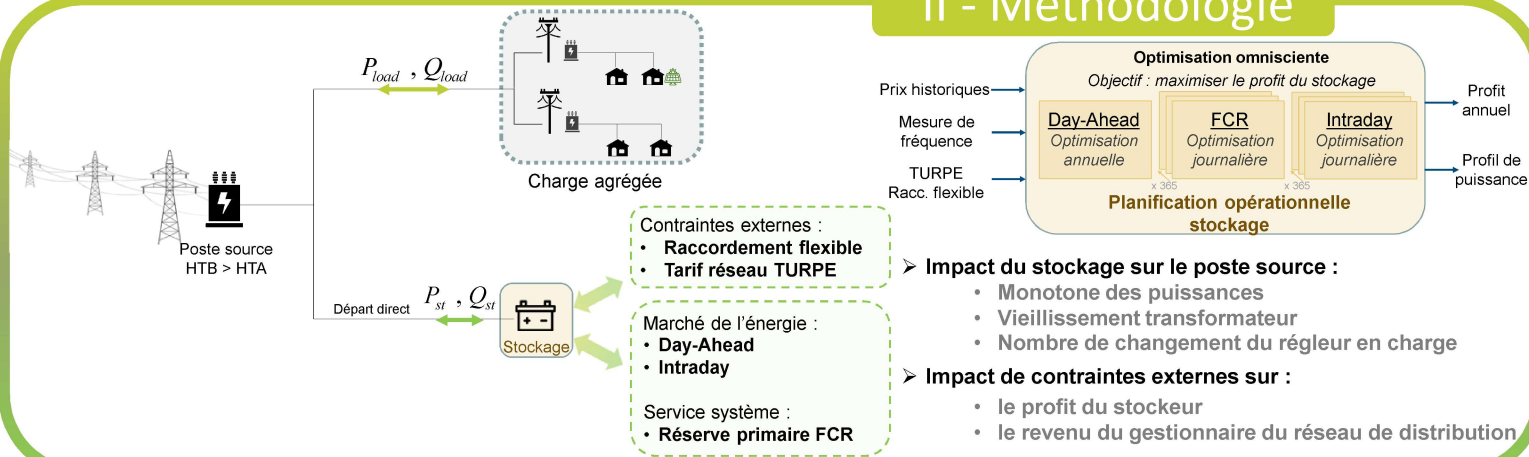 II - Méthodologie
P_load , Q_load
Charge agrégée
Poste source
HTB > HTA
Départ direct
P_st , Q_st
Stockage
Contraintes externes :
• Raccordement flexible
• Tarif réseau TURPE
Marché de l'énergie :
• Day-Ahead
• Intraday
Service système :
• Réserve primaire FCR
Optimisation omnisciente
Objectif : maximiser le profit du stockage
Prix historiques
Mesure de
fréquence
TURPE
Racc. flexible
Day-Ahead
Optimisation
annuelle
x 365
FCR
Optimisation
journalière
x 365
Intraday
Optimisation
journalière
Planification opérationnelle
stockage
Profit
annuel
Profil de
puissance
➢ Impact du stockage sur le poste source :
• Monotone des puissances
• Vieillissement transformateur
• Nombre de changement du régleur en charge
➢ Impact de contraintes externes sur :
• le profit du stockeur
• le revenu du gestionnaire du réseau de distribution